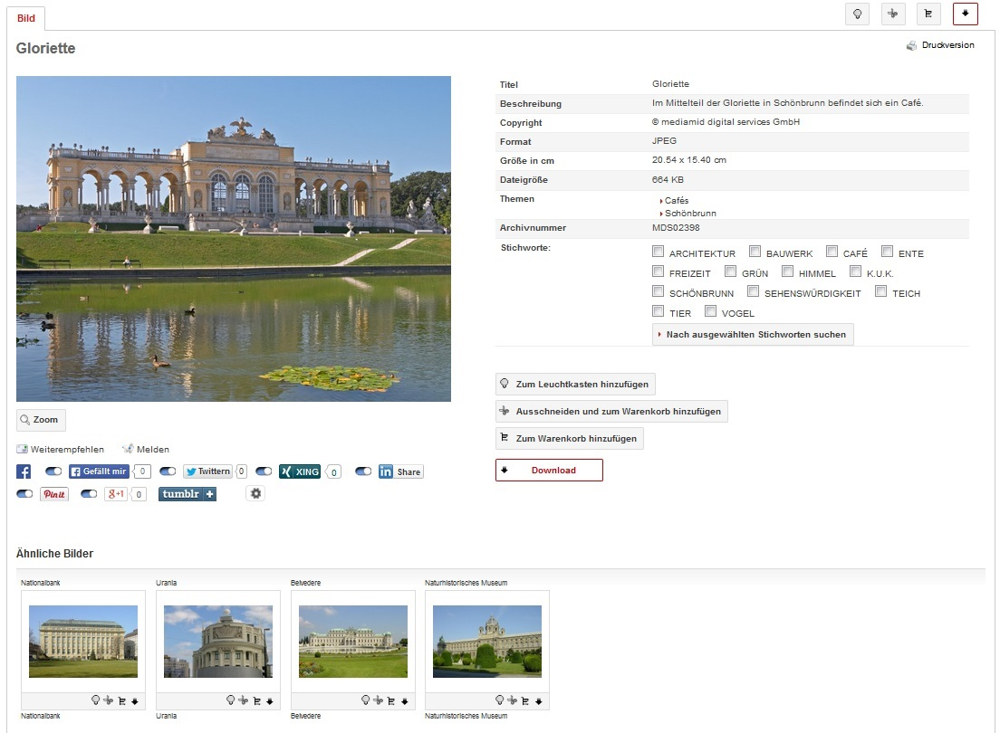 Bild
Gloriette
Druckversion
Titel Gloriette
Beschreibung Im Mittelteil der Gloriette in Schönbrunn befindet sich ein Café.
Copyright © mediamid digital services GmbH
Format JPEG
Größe in cm 20.54 x 15.40 cm
Dateigröße 664 KB
Themen Cafés
Schönbrunn
Archivnummer MDS02398
Stichworte: ARCHITEKTUR BAUWERK CAFÉ ENTE
FREIZEIT GRÜN HIMMEL K.U.K.
SCHÖNBRUNN SEHENSWÜRDIGKEIT TEICH
TIER VOGEL
Nach ausgewählten Stichworten suchen
Zum Leuchtkasten hinzufügen
Ausschneiden und zum Warenkorb hinzufügen
Zum Warenkorb hinzufügen
Download
Zoom
Weiterempfehlen Melden
Gefällt mir 0 Twittern 0 XING 0 in Share
Pin it g+1 0 tumblr +
Ähnliche Bilder
Nationalbank Urania Belvedere Naturhistorisches Museum
Nationalbank Urania Belvedere Naturhistorisches Museum